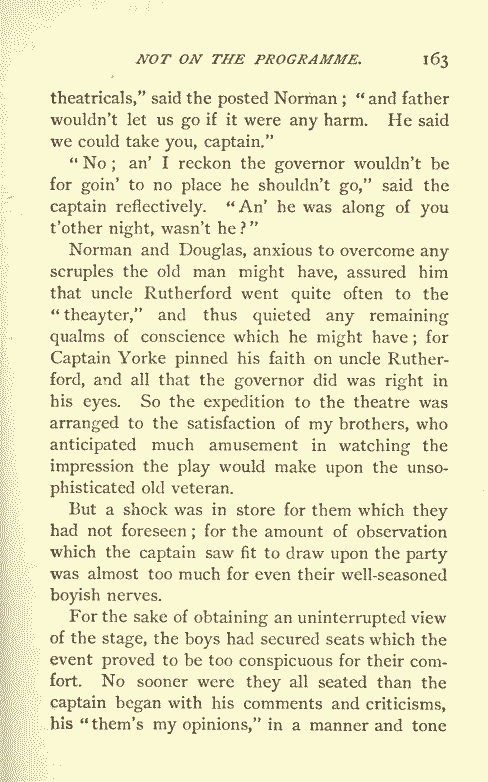 NOT ON THE PROGRAMME. 163
theatricals,” said the posted Norman ; “ and father
wouldn’t let us go if it were any harm. He said
we could take you, captain.”
“ No ; an’ I reckon the governor wouldn’t be
for goin’ to no place he shouldn’t go,” said the
captain reflectively. “ An’ he was along of you
t’other night, wasn’t he ? ”
Norman and Douglas, anxious to overcome any
scruples the old man might have, assured him
that uncle Rutherford went quite often to the
“ theayter,” and thus quieted any remaining
qualms of conscience which he might have ; for
Captain Yorke pinned his faith on uncle Ruther-
ford, and all that the governor did was right in
his eyes. So the expedition to the theatre was
arranged to the satisfaction of my brothers, who
anticipated much amusement in watching the
impression the play would make upon the unso-
phisticated old veteran.
But a shock was in store for them which they
had not foreseen ; for the amount of observation
which the captain saw fit to draw upon the party
was almost too much for even their well-seasoned
boyish nerves.
For the sake of obtaining an uninterrupted view
of the stage, the boys had secured seats which the
event proved to be too conspicuous for their com-
fort. No sooner were they all seated than the
captain began with his comments and criticisms,
his “ them’s my opinions,” in a manner and tone